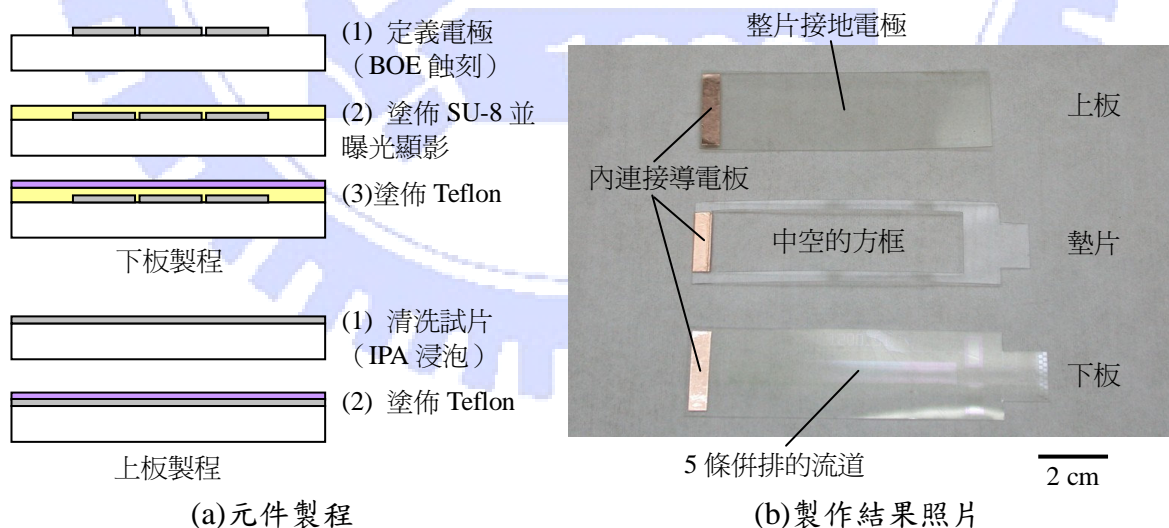 (1) 定義電極
（BOE 蝕刻）
(2) 塗佈 SU-8 並
曝光顯影
(3)塗佈 Teflon
下板製程
(1) 清洗試片
（IPA 浸泡）
(2) 塗佈 Teflon
上板製程
(a)元件製程
整片接地電極
上板
內連接導電板
中空的方框
墊片
下板
5 條併排的流道
2 cm
(b)製作結果照片